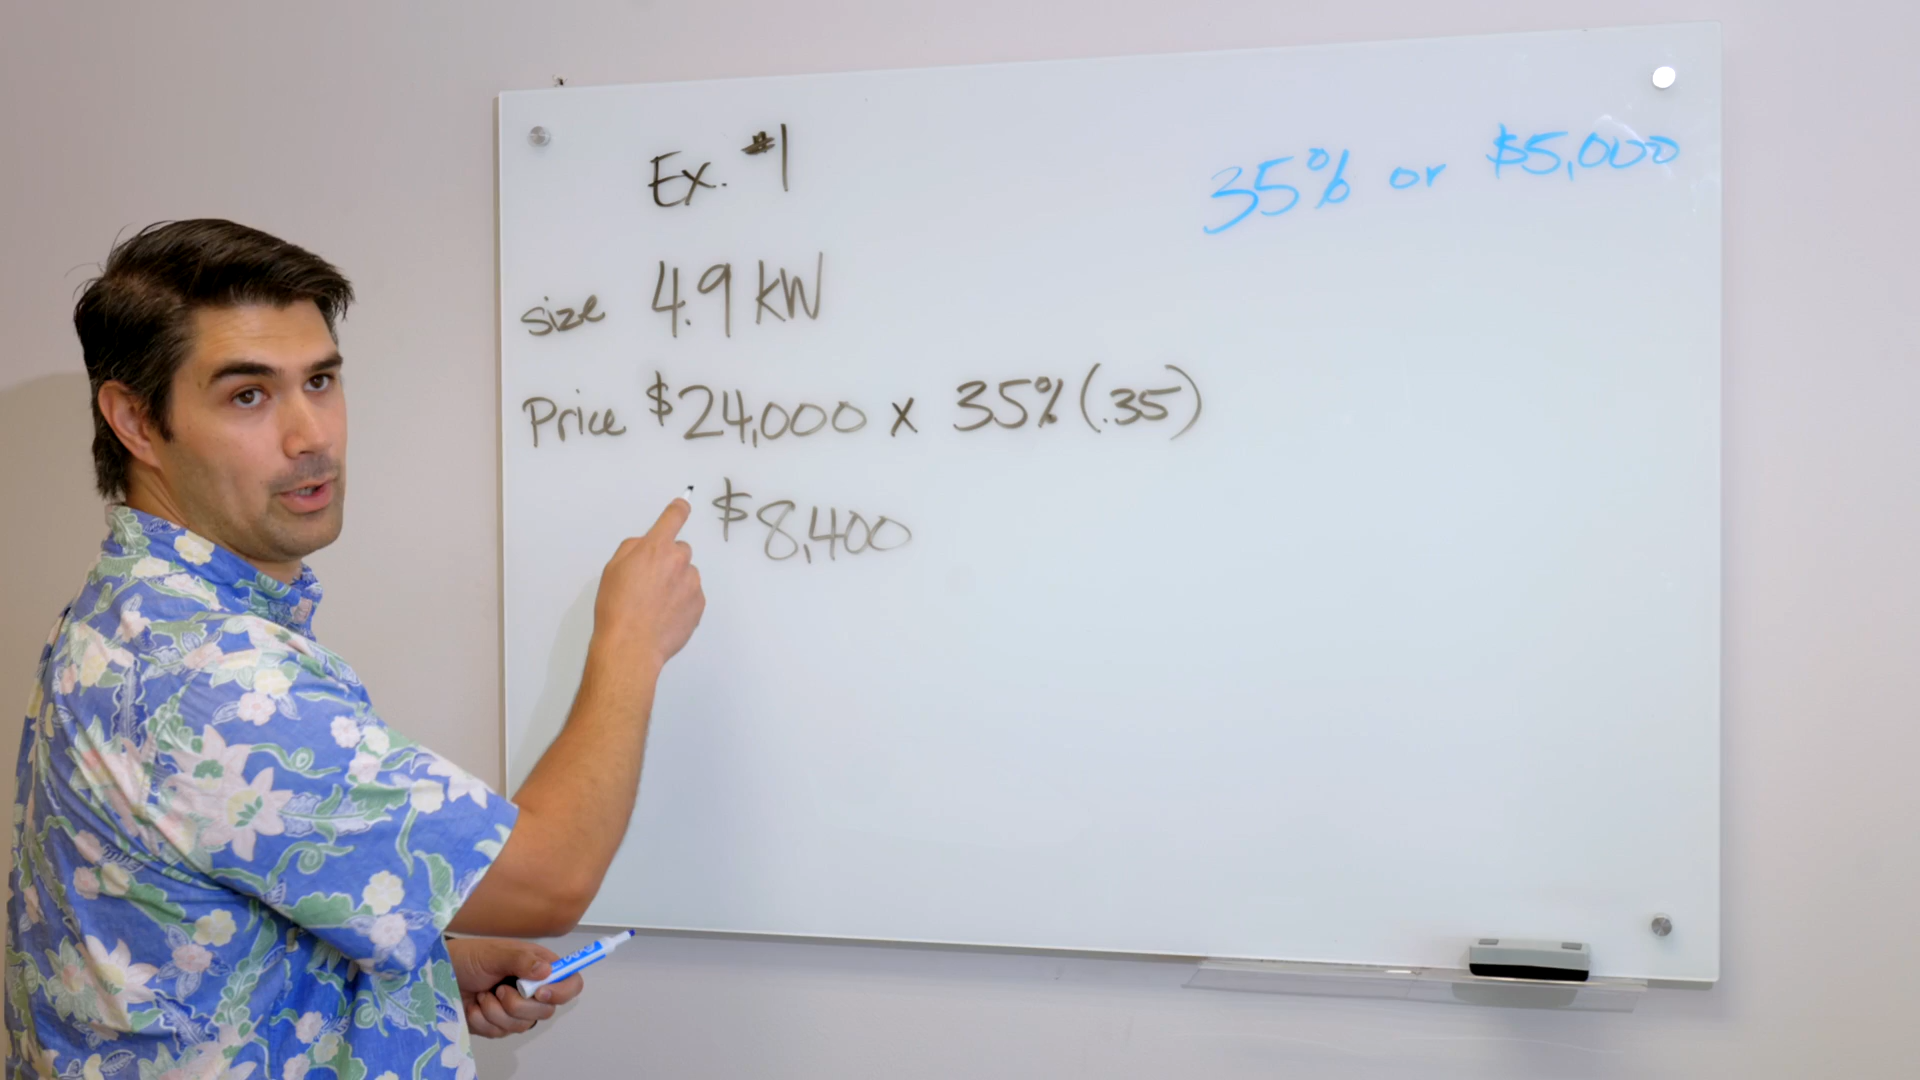 Ex. #1
35% or $5,000
size 4.9 kW
Price $24,000 x 35% (.35)
$8,400